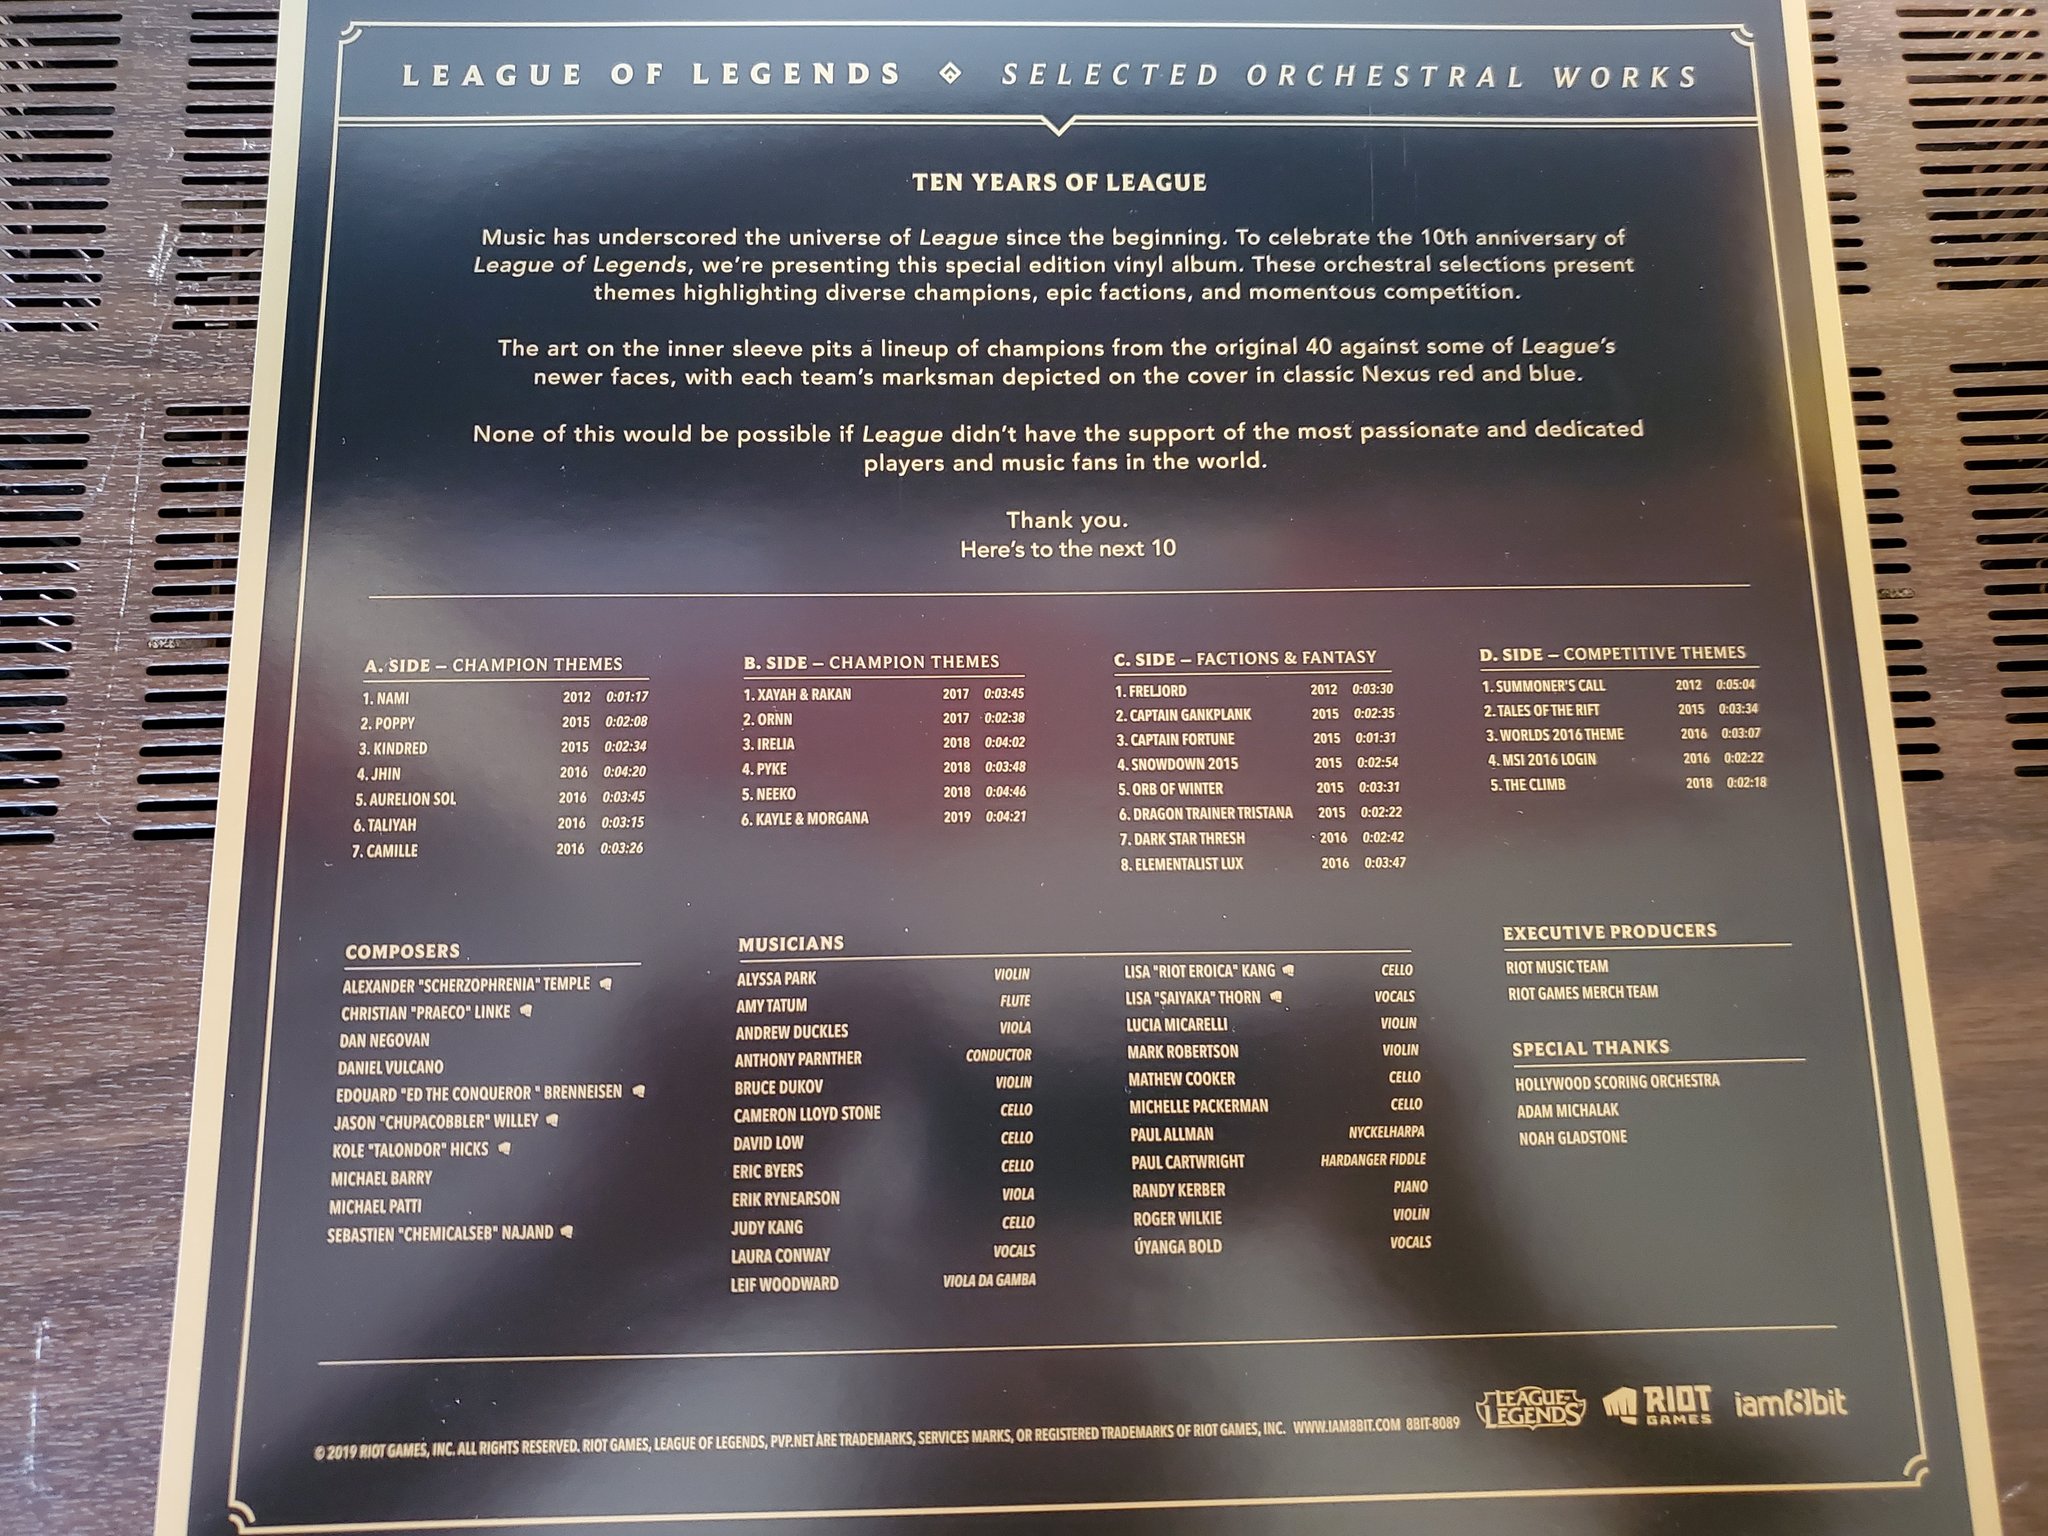 LEAGUE OF LEGENDS SELECTED ORCHESTRAL WORKS
TEN YEARS OF LEAGUE
Music has underscored the universe of League since the beginning. To celebrate the 10th anniversary of
League of Legends, we're presenting this special edition vinyl album. These orchestral selections present
themes highlighting diverse champions, epic factions, and momentous competition.
The art on the inner sleeve pits a lineup of champions from the original 40 against some of League's
newer faces, with each team's marksman depicted on the cover in classic Nexus red and blue.
None of this would be possible if League didn't have the support of the most passionate and dedicated
players and music fans in the world.
Thank you.
Here's to the next 10
A. SIDE – CHAMPION THEMES
1. NAMI 2012 0:01:17
2. POPPY 2015 0:02:08
3. KINDRED 2015 0:02:34
4. JHIN 2016 0:04:20
5. AURELION SOL 2016 0:03:45
6. TALIYAH 2016 0:03:15
7. CAMILLE 2016 0:03:26
B. SIDE – CHAMPION THEMES
1. XAYAH & RAKAN 2017 0:03:45
2. ORNN 2017 0:02:38
3. IRELIA 2018 0:04:02
4. PYKE 2018 0:03:48
5. NEEKO 2018 0:04:46
6. KAYLE & MORGANA 2019 0:04:21
C. SIDE – FACTIONS & FANTASY
1. FRELJORD 2012 0:03:30
2. CAPTAIN GANKPLANK 2015 0:02:35
3. CAPTAIN FORTUNE 2015 0:01:31
4. SNOWDOWN 2015 2015 0:02:54
5. ORB OF WINTER 2015 0:03:31
6. DRAGON TRAINER TRISTANA 2015 0:02:22
7. DARK STAR THRESH 2016 0:02:42
8. ELEMENTALIST LUX 2016 0:03:47
D. SIDE – COMPETITIVE THEMES
1. SUMMONER'S CALL 2012 0:05:04
2. TALES OF THE RIFT 2015 0:03:34
3. WORLDS 2016 THEME 2016 0:03:07
4. MSI 2016 LOGIN 2016 0:02:22
5. THE CLIMB 2018 0:02:18
COMPOSERS
ALEXANDER "SCHERZOPHRENIA" TEMPLE
CHRISTIAN "PRAECO" LINKE
DAN NEGOVAN
DANIEL VULCANO
EDOUARD "ED THE CONQUEROR " BRENNEISEN
JASON "CHUPACOBBLER" WILLEY
KOLE "TALONDOR" HICKS
MICHAEL BARRY
MICHAEL PATTI
SEBASTIEN "CHEMICALSEB" NAJAND
MUSICIANS
ALYSSA PARK VIOLIN
AMY TATUM FLUTE
ANDREW DUCKLES VIOLA
ANTHONY PARNTHER CONDUCTOR
BRUCE DUKOV VIOLIN
CAMERON LLOYD STONE CELLO
DAVID LOW CELLO
ERIC BYERS CELLO
ERIK RYNEARSON VIOLA
JUDY KANG CELLO
LAURA CONWAY VOCALS
LEIF WOODWARD VIOLA DA GAMBA
LISA "RIOT EROICA" KANG CELLO
LISA "SAIYAKA" THORN VOCALS
LUCIA MICARELLI VIOLIN
MARK ROBERTSON VIOLIN
MATHEW COOKER CELLO
MICHELLE PACKERMAN CELLO
PAUL ALLMAN NYCKELHARPA
PAUL CARTWRIGHT HARDANGER FIDDLE
RANDY KERBER PIANO
ROGER WILKIE VIOLIN
ÚYANGA BOLD VOCALS
EXECUTIVE PRODUCERS
RIOT MUSIC TEAM
RIOT GAMES MERCH TEAM
SPECIAL THANKS
HOLLYWOOD SCORING ORCHESTRA
ADAM MICHALAK
NOAH GLADSTONE
© 2019 RIOT GAMES, INC. ALL RIGHTS RESERVED. RIOT GAMES, LEAGUE OF LEGENDS, PVP.NET ARE TRADEMARKS, SERVICES MARKS, OR REGISTERED TRADEMARKS OF RIOT GAMES, INC. WWW.IAM8BIT.COM 8BIT-8089
LEAGUE OF LEGENDS
RIOT GAMES
iam8bit